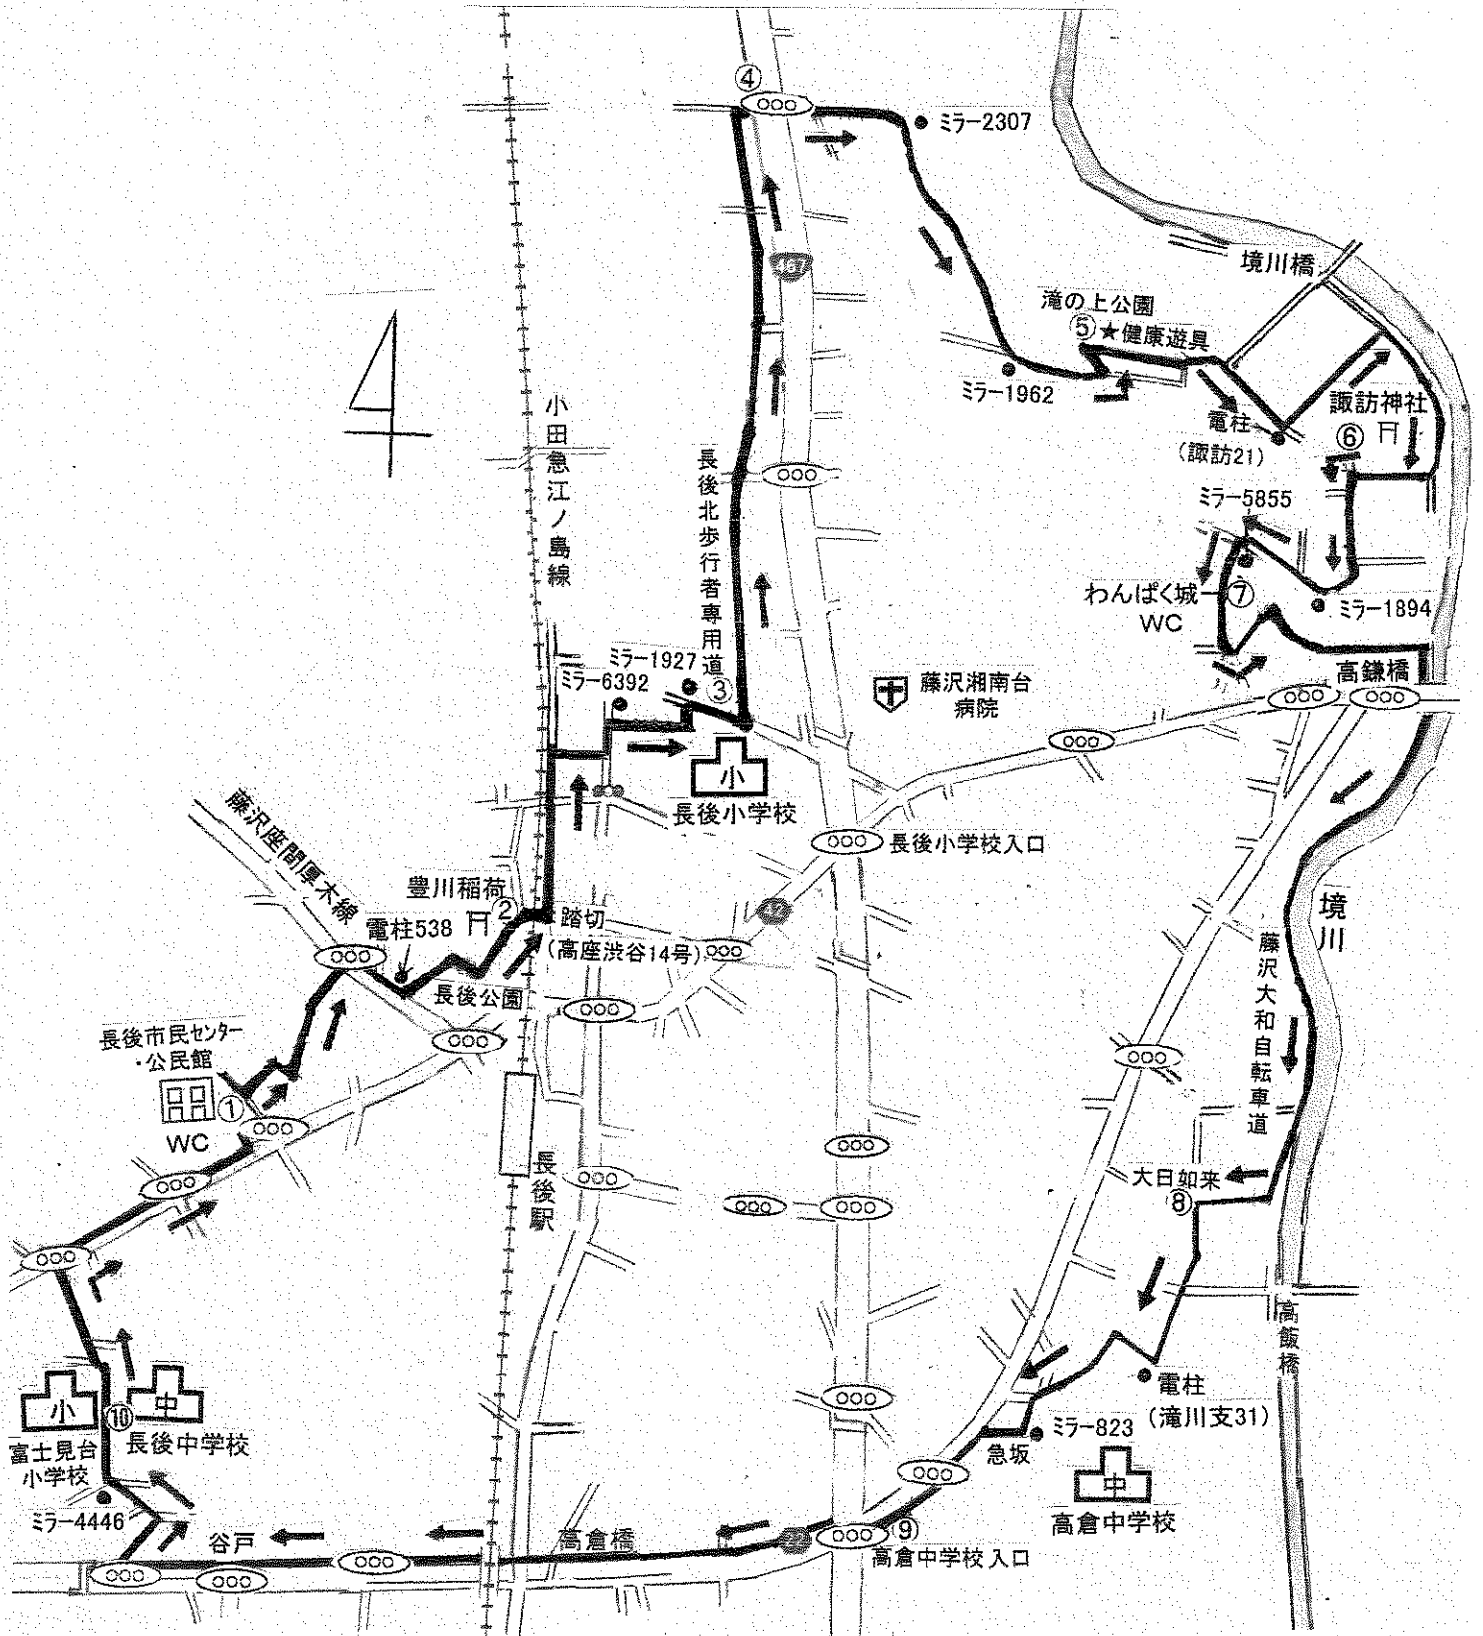 ④
ミラー2307
境川橋
467
滝の上公園
⑤★健康遊具
ミラー1962
電柱
(諏訪21)
諏訪神社
⑥
小田急江ノ島線
長後北歩行者専用道
ミラー5855
わんぱく城
⑦
WC
ミラー1894
高鎌橋
ミラー1927
ミラー6392
③
藤沢湘南台
病院
小
長後小学校
長後小学校入口
藤沢座間厚木線
豊川稲荷
②
電柱538
踏切
(高座渋谷14号)
42
長後公園
境川
藤沢大和自転車道
長後市民センター
・公民館
①
WC
長後駅
大日如来
⑧
高飯橋
電柱
(滝川支31)
ミラー823
急坂
中
高倉中学校
小
富士見台
小学校
⑩
中
長後中学校
ミラー4446
谷戸
高倉橋
22
⑨
高倉中学校入口